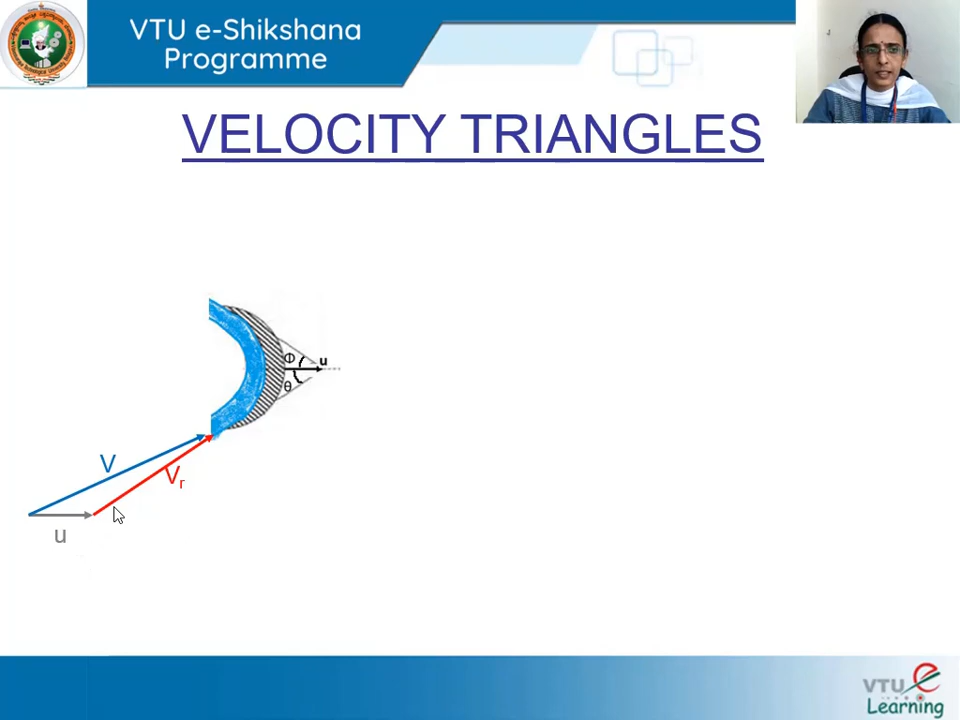 VTU e-Shikshana
Programme
VELOCITY TRIANGLES
Φ
u
θ
V
Vr
u
VTU e
Learning